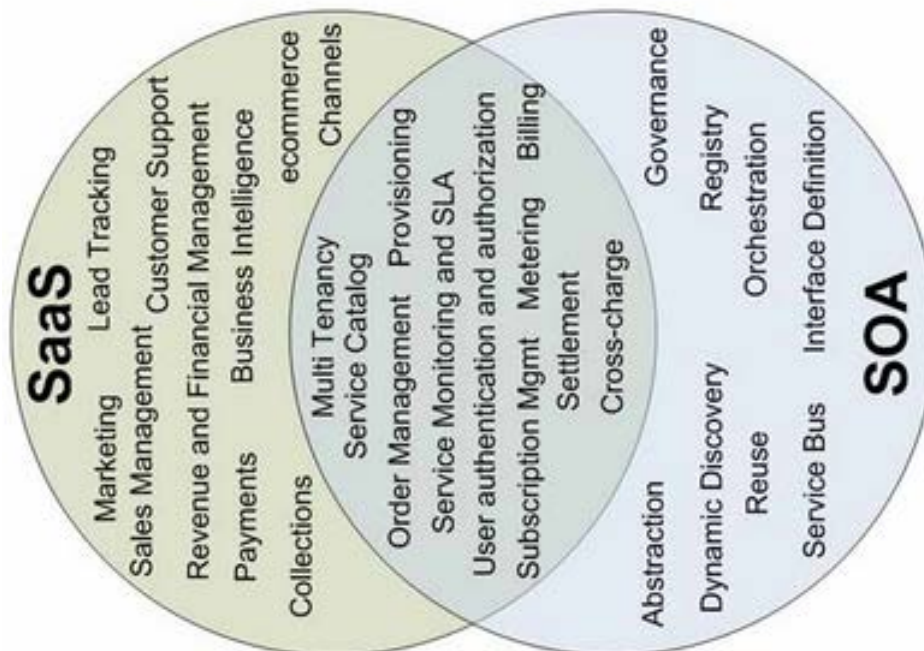 SaaS
Marketing Lead Tracking
Sales Management Customer Support
Revenue and Financial Management
Payments Business Intelligence
Collections ecommerce
Channels
Multi Tenancy
Service Catalog
Order Management Provisioning
Service Monitoring and SLA
User authentication and authorization
Subscription Mgmt Metering Billing
Settlement
Cross-charge
Abstraction Governance
Dynamic Discovery Registry
Reuse Orchestration
Service Bus Interface Definition
SOA